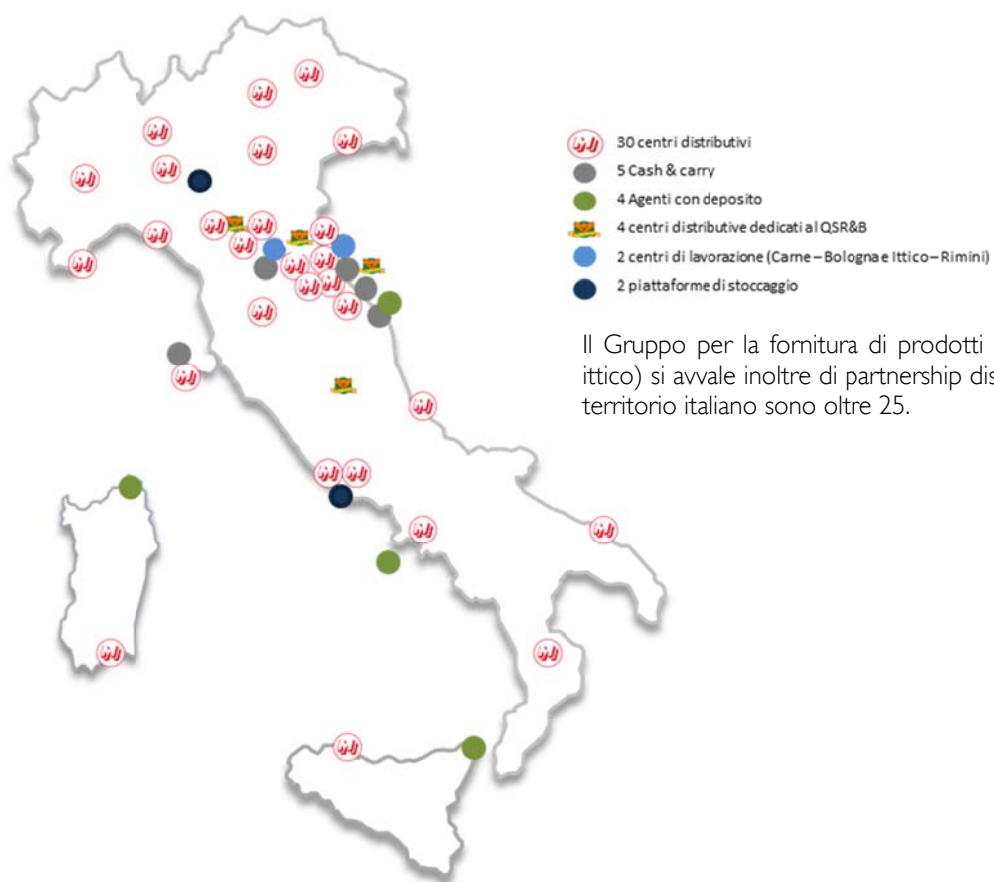 30 centri distributivi
5 Cash & carry
4 Agenti con deposito
4 centri distributive dedicati al QSR&B
2 centri di lavorazione (Carne – Bologna e Ittico – Rimini)
2 piattaforme di stoccaggio
Il Gruppo per la fornitura di prodotti
ittico) si avvale inoltre di partnership
territorio italiano sono oltre 25.